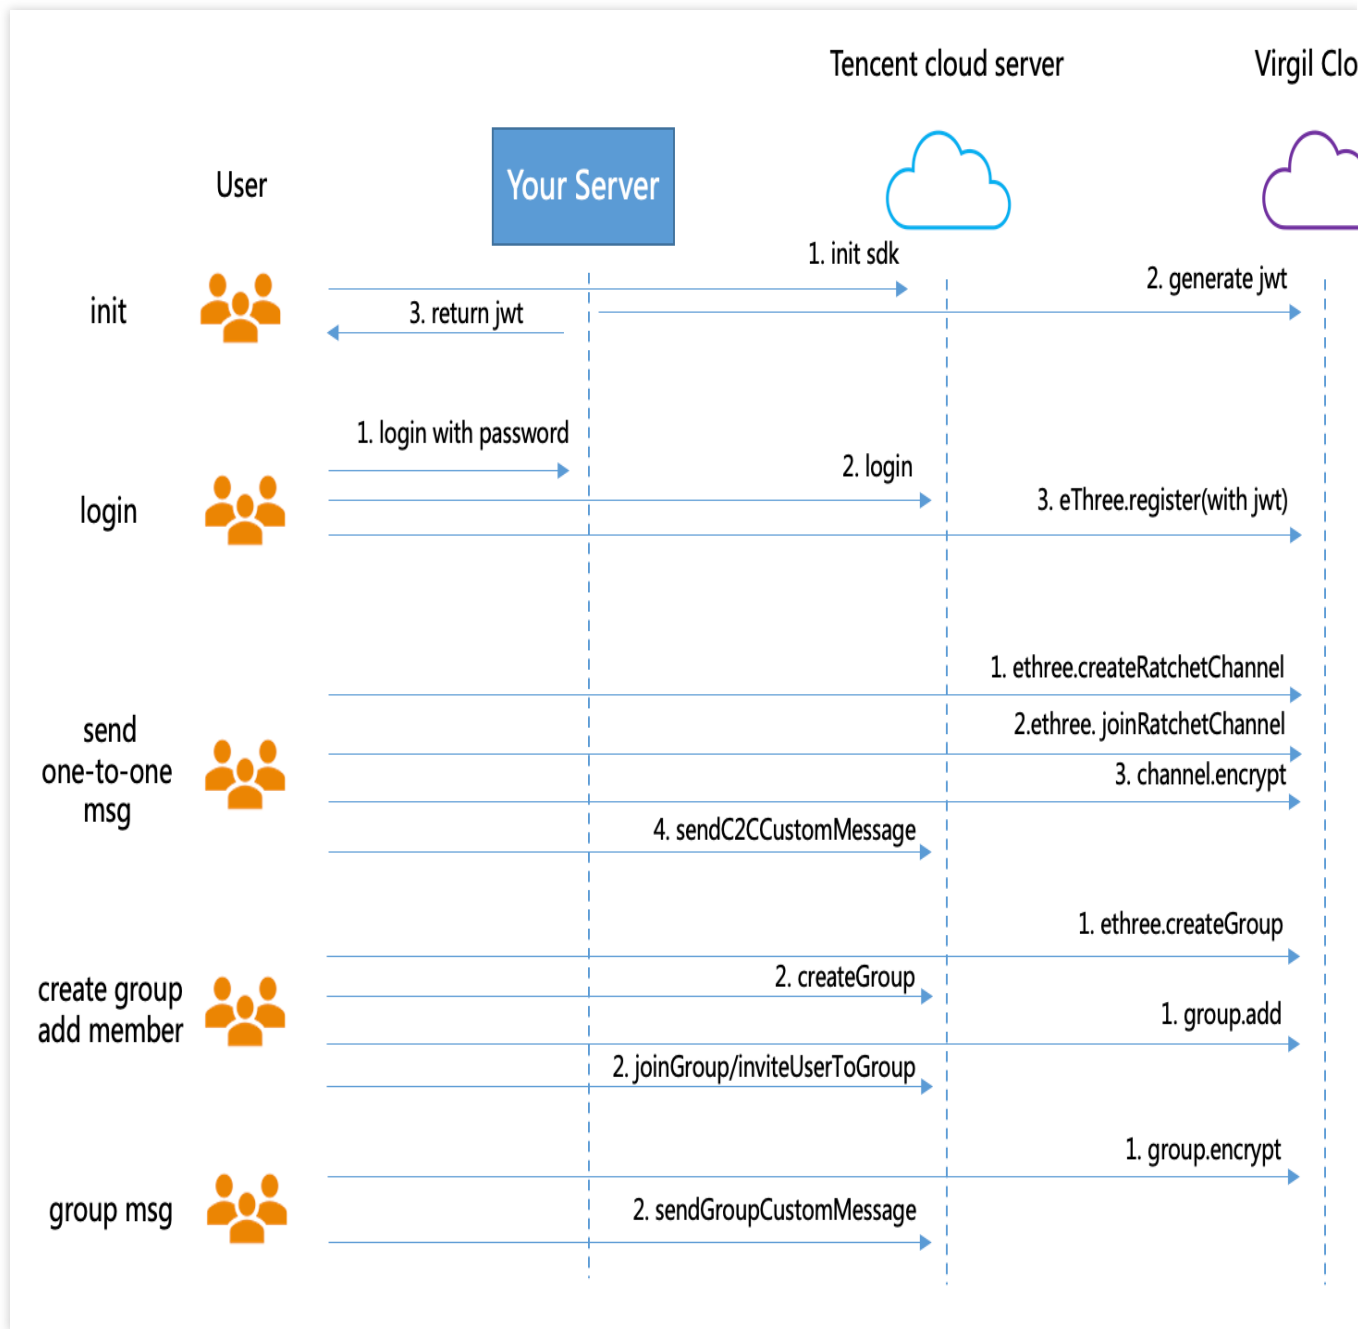 Tencent cloud server
Virgil Clo
User
Your Server
1. init sdk
2. generate jwt
init
3. return jwt
1. login with password
2. login
login
3. eThree.register(with jwt)
1. ethree.createRatchetChannel
send
one-to-one
msg
2.ethree. joinRatchetChannel
3. channel.encrypt
4. sendC2CCustomMessage
1. ethree.createGroup
2. createGroup
create group
add member
1. group.add
2. joinGroup/inviteUserToGroup
1. group.encrypt
group msg
2. sendGroupCustomMessage